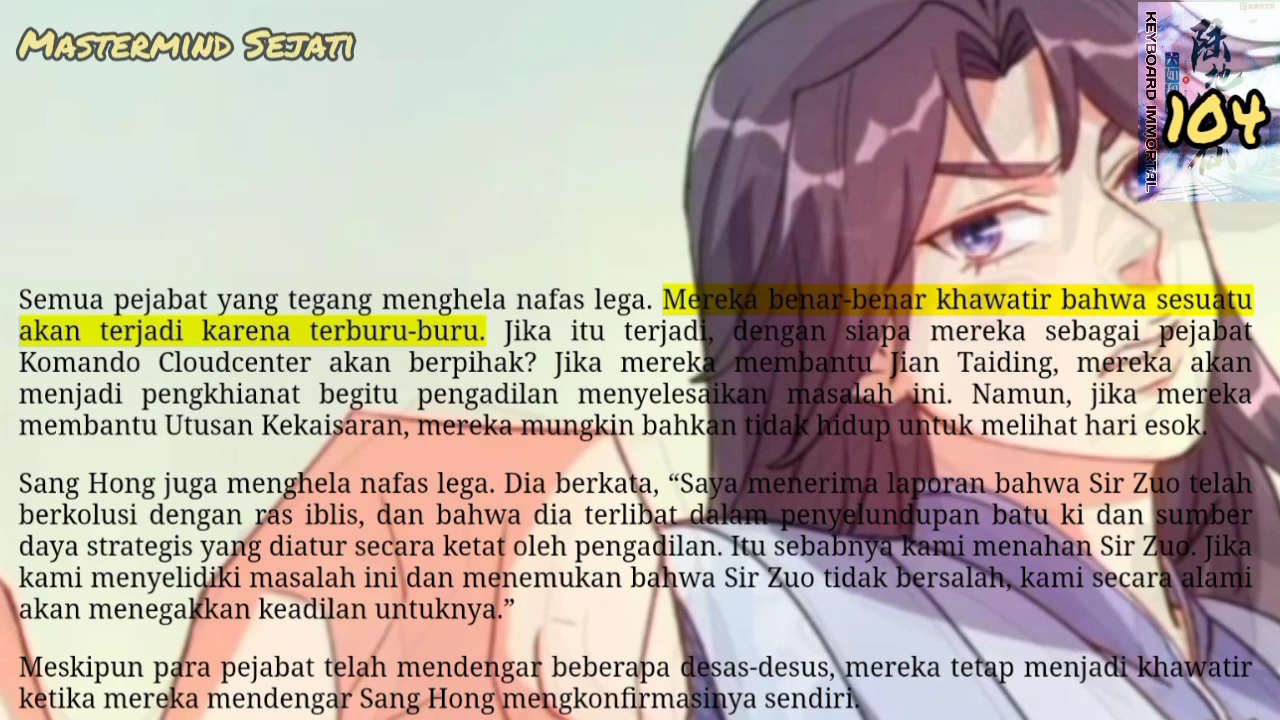 Mastermind Sejati
KEYBOARD IMMORTAL
104
Semua pejabat yang tegang menghela nafas lega. Mereka benar-benar khawatir bahwa sesuatu
akan terjadi karena terburu-buru. Jika itu terjadi, dengan siapa mereka sebagai pejabat
Komando Cloudcenter akan berpihak? Jika mereka membantu Jian Taiding, mereka akan
menjadi pengkhianat begitu pengadilan menyelesaikan masalah ini. Namun, jika mereka
membantu Utusan Kekaisaran, mereka mungkin bahkan tidak hidup untuk melihat hari esok.
Sang Hong juga menghela nafas lega. Dia berkata, “Saya menerima laporan bahwa Sir Zuo telah
berkolusi dengan ras iblis, dan bahwa dia terlibat dalam penyelundupan batu ki dan sumber
daya strategis yang diatur secara ketat oleh pengadilan. Itu sebabnya kami menahan Sir Zuo. Jika
kami menyelidiki masalah ini dan menemukan bahwa Sir Zuo tidak bersalah, kami secara alami
akan menegakkan keadilan untuknya.”
Meskipun para pejabat telah mendengar beberapa desas-desus, mereka tetap menjadi khawatir
ketika mereka mendengar Sang Hong mengkonfirmasinya sendiri.